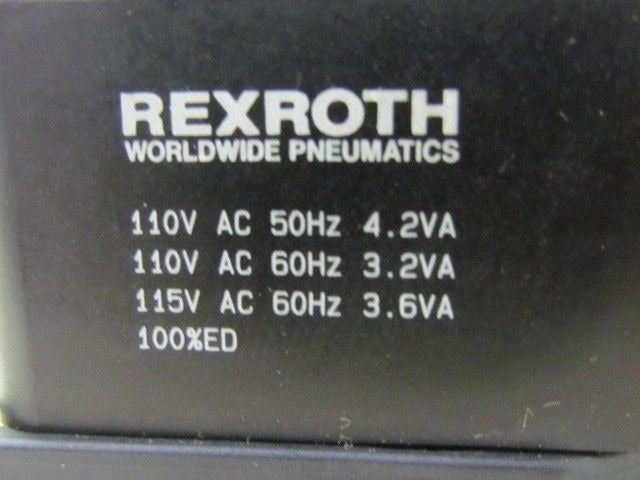 REXROTH
WORLDWIDE PNEUMATICS
110V AC 50Hz 4.2VA
110V AC 60Hz 3.2VA
115V AC 60Hz 3.6VA
100%ED